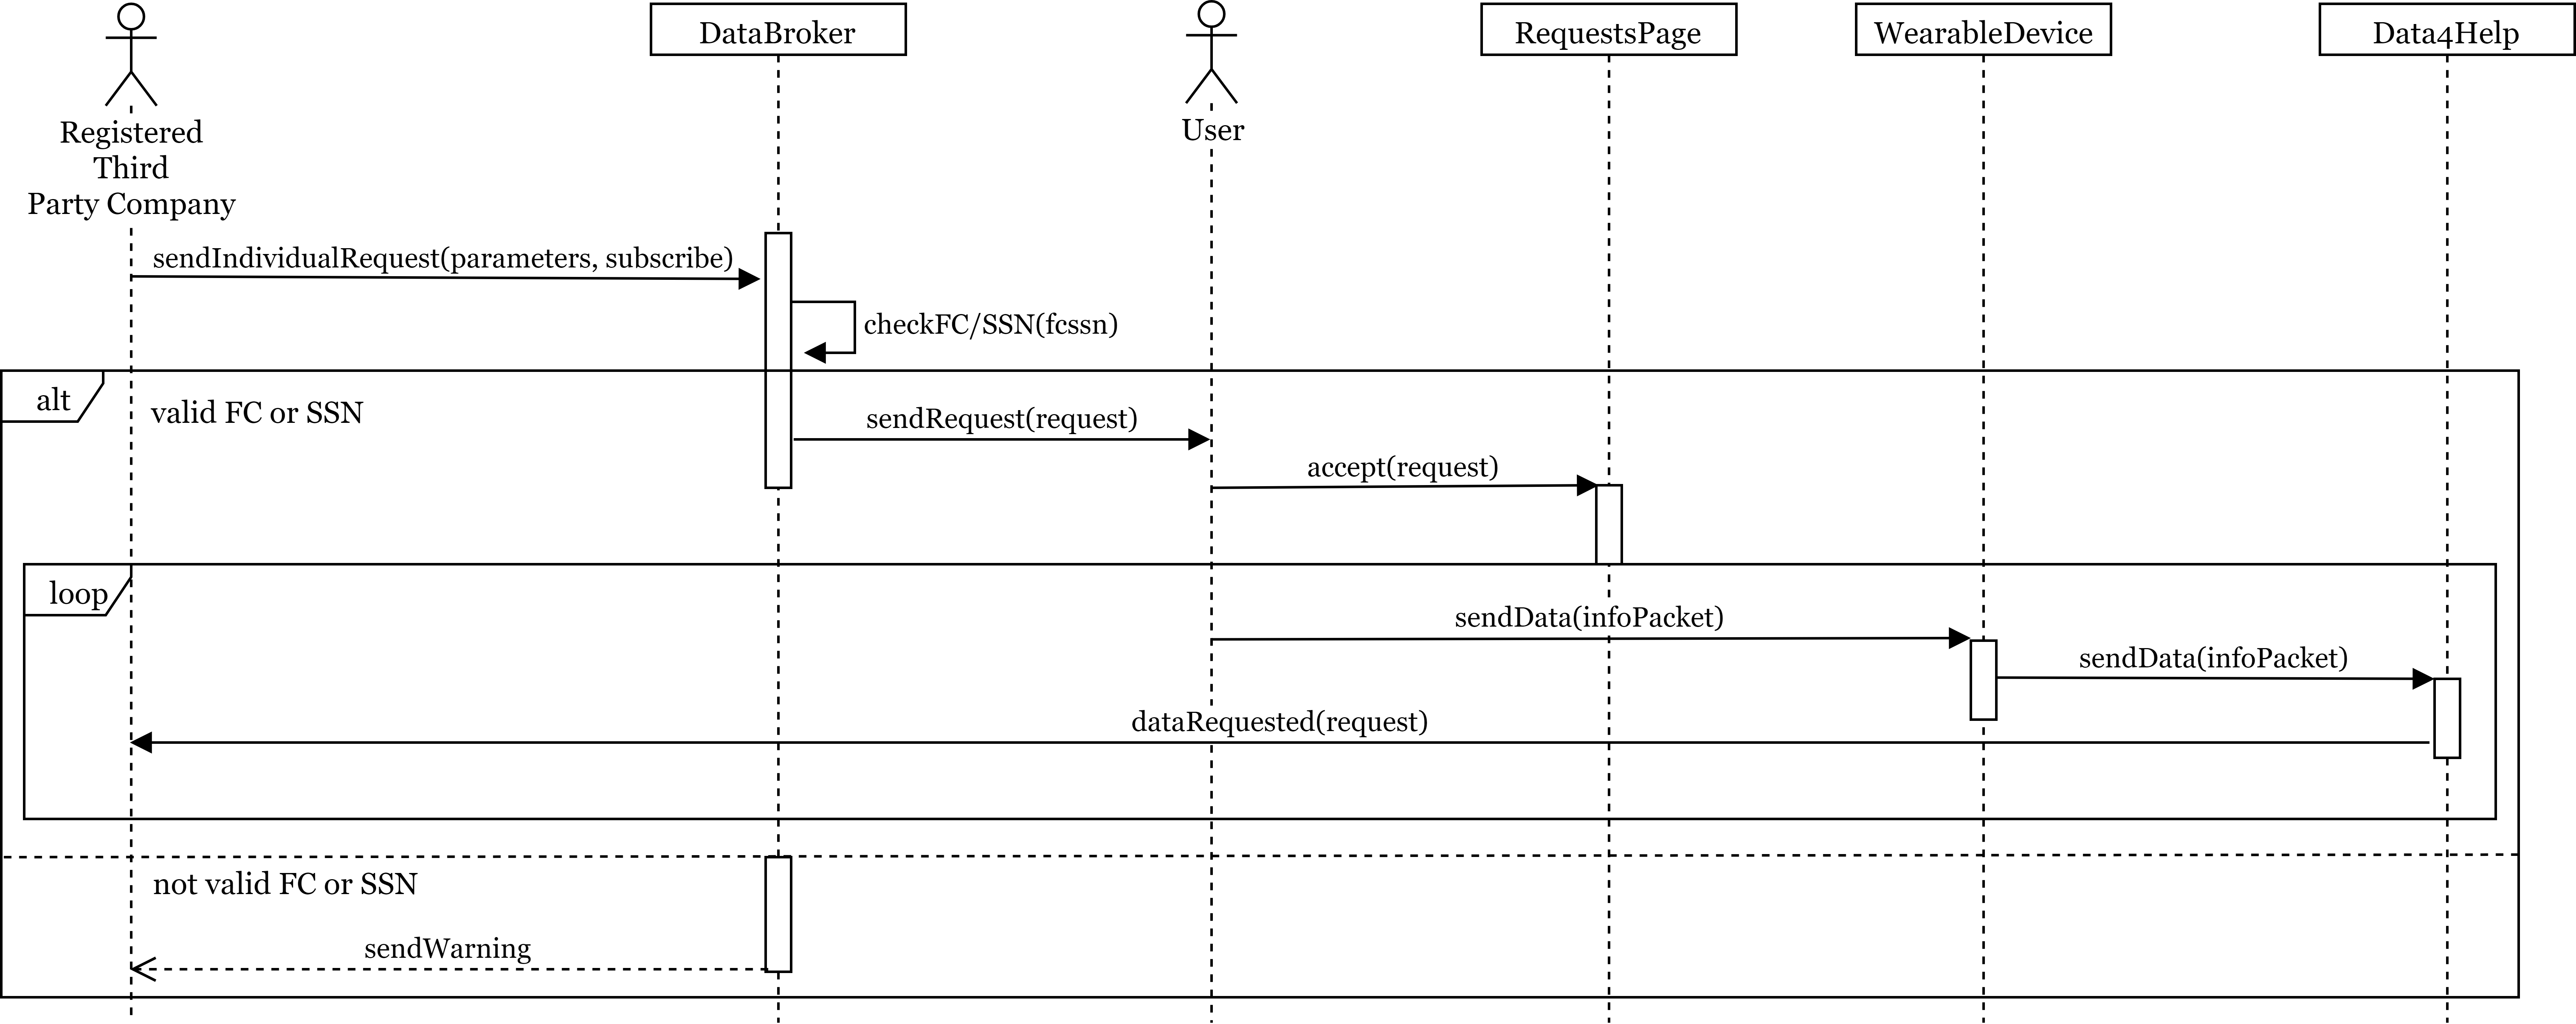 DataBroker
RequestsPage
WearableDevice
Data4Help
Registered
Third
Party Company
User
sendIndividualRequest(parameters, subscribe)
checkFC/SSN(fcssn)
alt
valid FC or SSN
sendRequest(request)
accept(request)
loop
sendData(infoPacket)
sendData(infoPacket)
dataRequested(request)
not valid FC or SSN
sendWarning